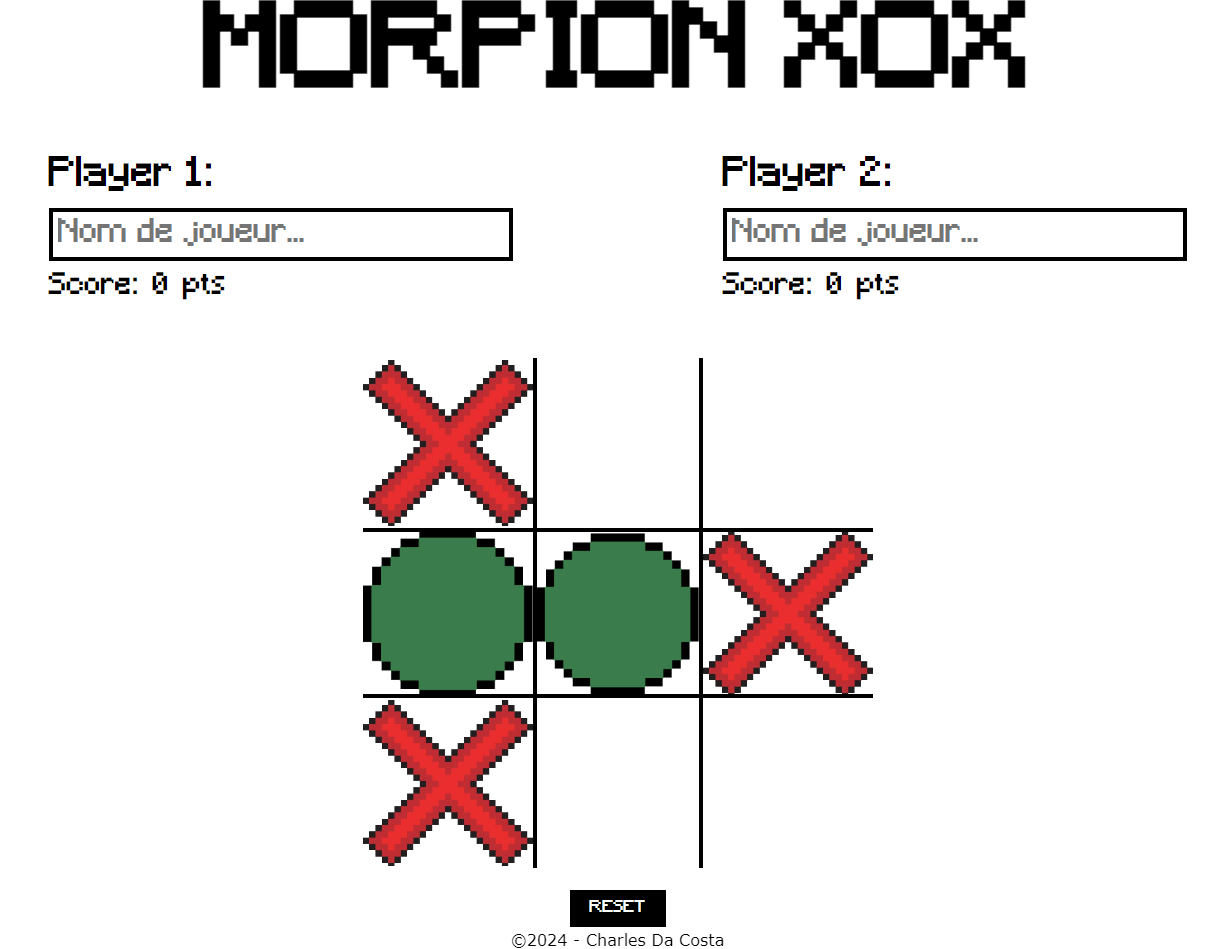 MORPION XOX
Player 1:
Nom de joueur...
Score: 0 pts
Player 2:
Nom de joueur...
Score: 0 pts
RESET
©2024 - Charles Da Costa